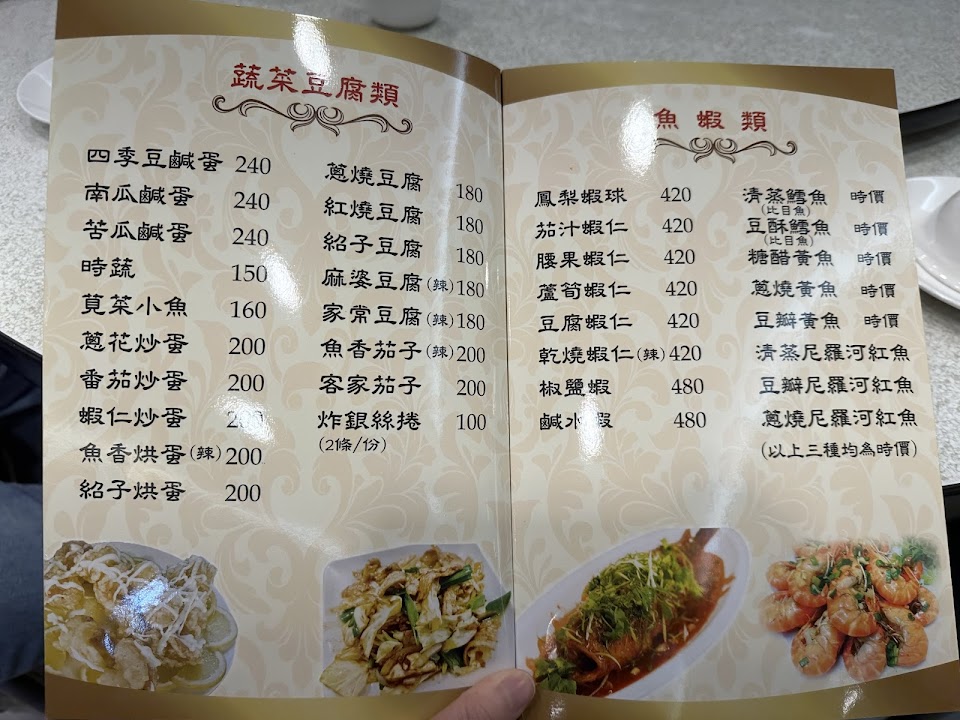 蔬菜豆腐類
四季豆鹹蛋 240
南瓜鹹蛋 240
苦瓜鹹蛋 240
時蔬 150
莧菜小魚 160
蔥花炒蛋 200
番茄炒蛋 200
蝦仁炒蛋 200
魚香烘蛋(辣) 200
紹子烘蛋 200
蔥燒豆腐 180
紅燒豆腐 180
紹子豆腐 180
麻婆豆腐(辣) 180
家常豆腐(辣) 180
魚香茄子(辣) 200
客家茄子 200
炸銀絲捲 100
(2條/份)
魚蝦類
鳳梨蝦球 420
茄汁蝦仁 420
腰果蝦仁 420
蘆筍蝦仁 420
豆腐蝦仁 420
乾燒蝦仁(辣) 420
椒鹽蝦 480
鹹水蝦 480
清蒸鱈魚 時價
(比目魚)
豆酥鱈魚 時價
(比目魚)
糖醋黃魚 時價
蔥燒黃魚 時價
豆瓣黃魚 時價
清蒸尼羅河紅魚
豆瓣尼羅河紅魚
蔥燒尼羅河紅魚
(以上三種均為時價)